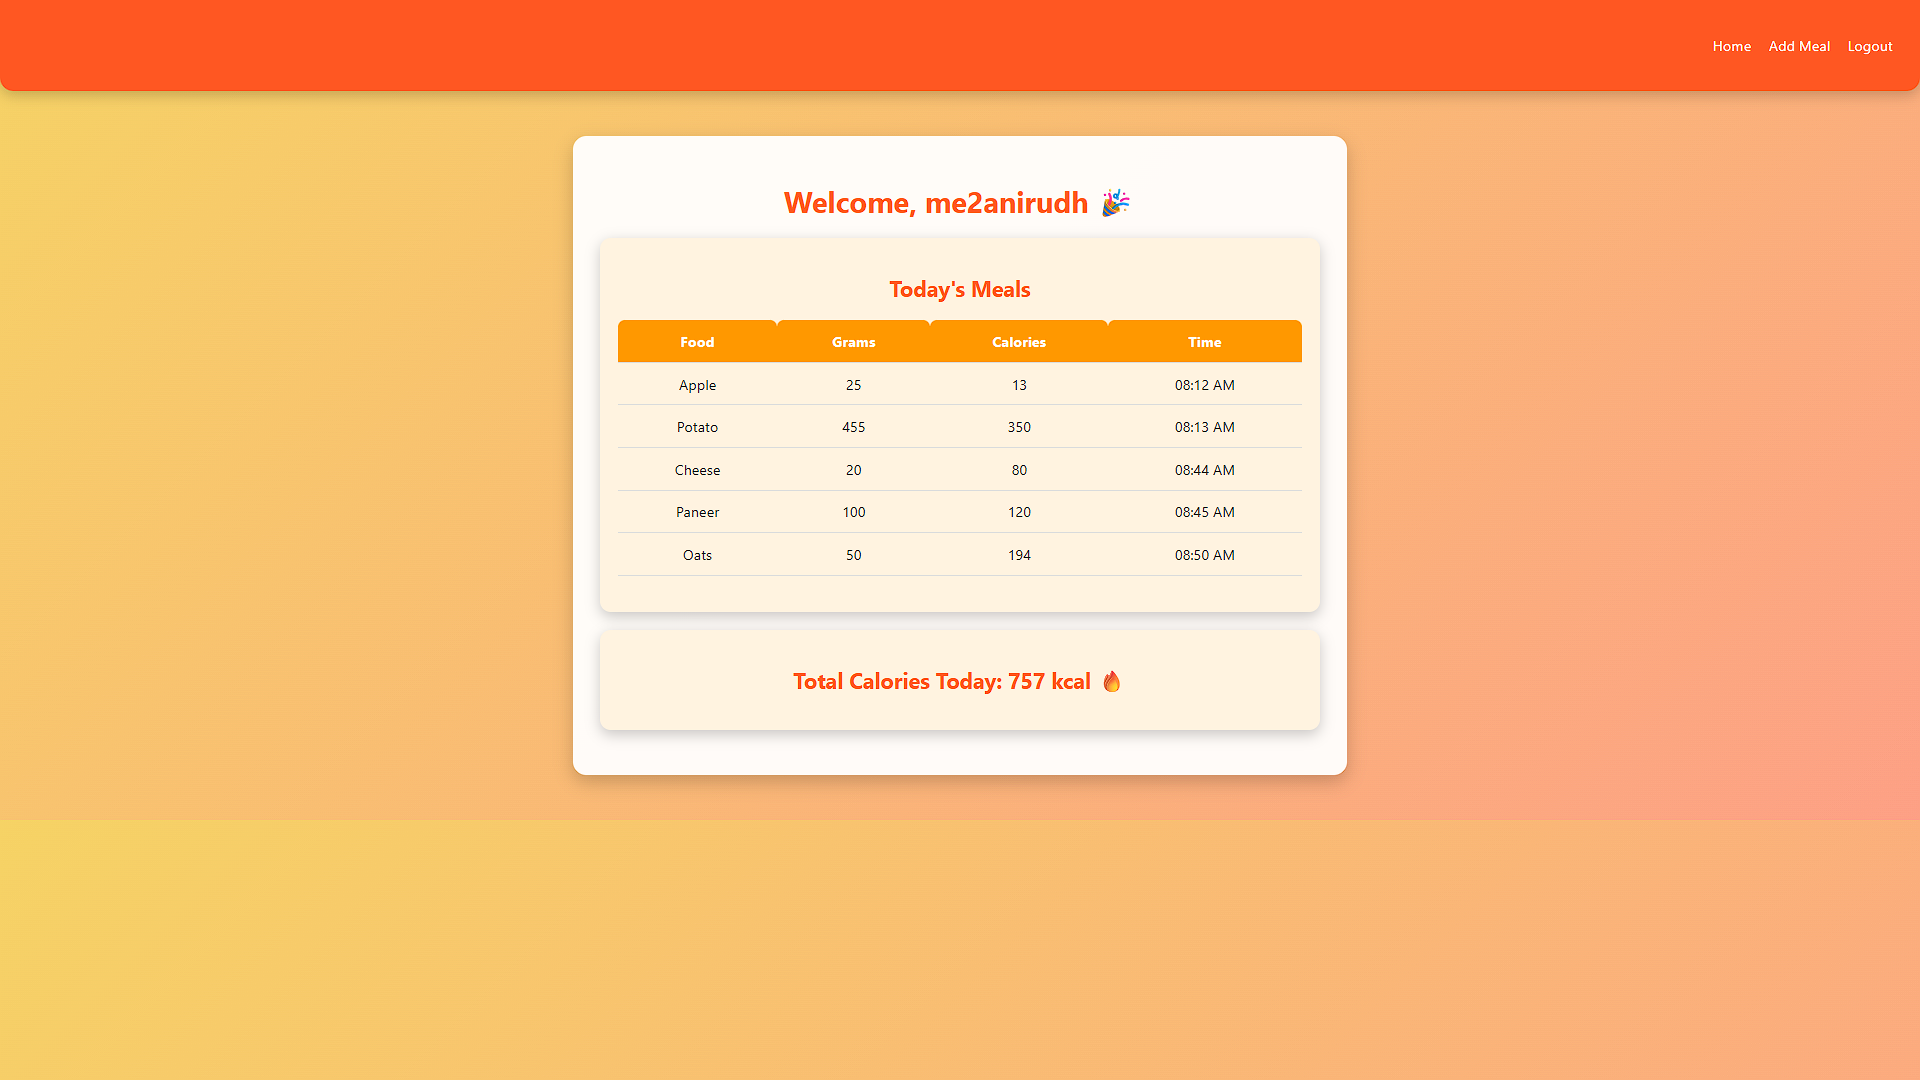 Home Add Meal Logout
Welcome, me2anirudh 🎉
Today's Meals
Food Grams Calories Time
Apple 25 13 08:12 AM
Potato 455 350 08:13 AM
Cheese 20 80 08:44 AM
Paneer 100 120 08:45 AM
Oats 50 194 08:50 AM
Total Calories Today: 757 kcal 🔥